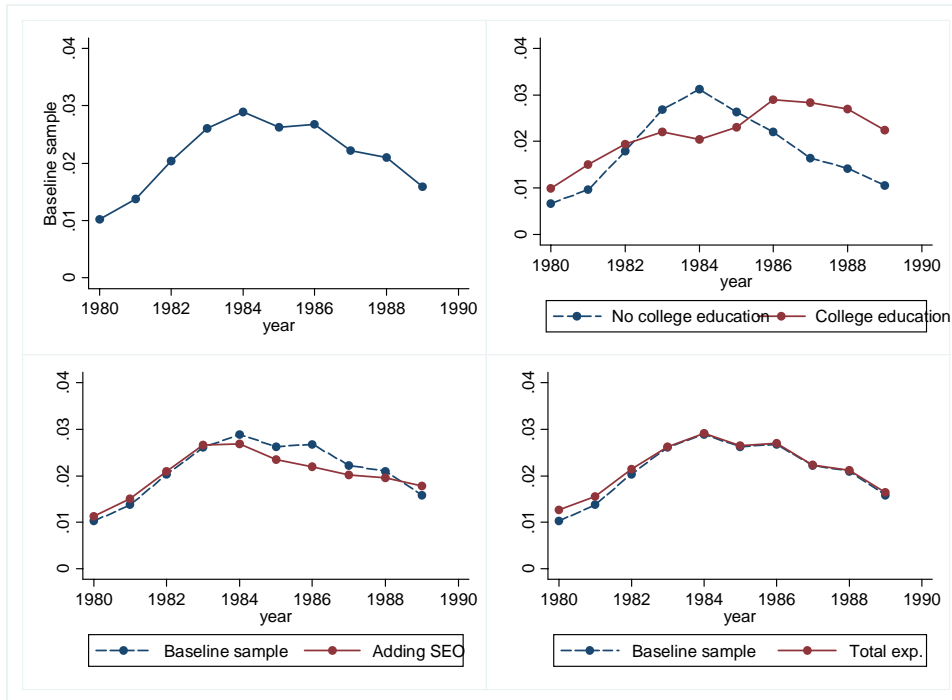 .04
.03
.02
.01
0
Baseline sample
1980 1982 1984 1986 1988 1990
year
.04
.03
.02
.01
0
1980 1982 1984 1986 1988 1990
year
No college education College education
.04
.03
.02
.01
0
1980 1982 1984 1986 1988 1990
year
Baseline sample Adding SEO
.04
.03
.02
.01
0
1980 1982 1984 1986 1988 1990
year
Baseline sample Total exp.